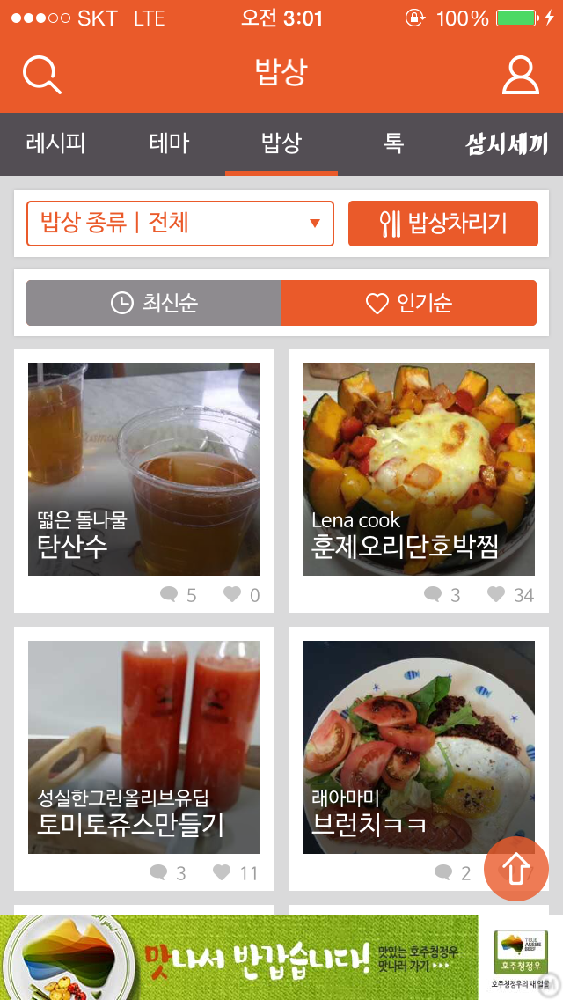 SKT LTE 오전 3:01 100%
밥상
레시피 테마 밥상 톡 삼시세끼
밥상 종류 | 전체 밥상차리기
최신순 인기순
떫은 돌나물
탄산수
5 0
Lena cook
훈제오리단호박찜
3 34
성실한그린올리브유딥
토미토쥬스만들기
3 11
래아마미
브런치ㅋㅋ
2
맛나서 반갑습니다!
맛있는 호주청정우
맛나러 가기
TRUE
AUSSIE
BEEF
호주청정우
호주청정우의 새 얼굴